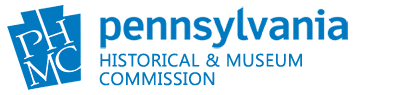 PH
MC
pennsylvania
HISTORICAL & MUSEUM
COMMISSION